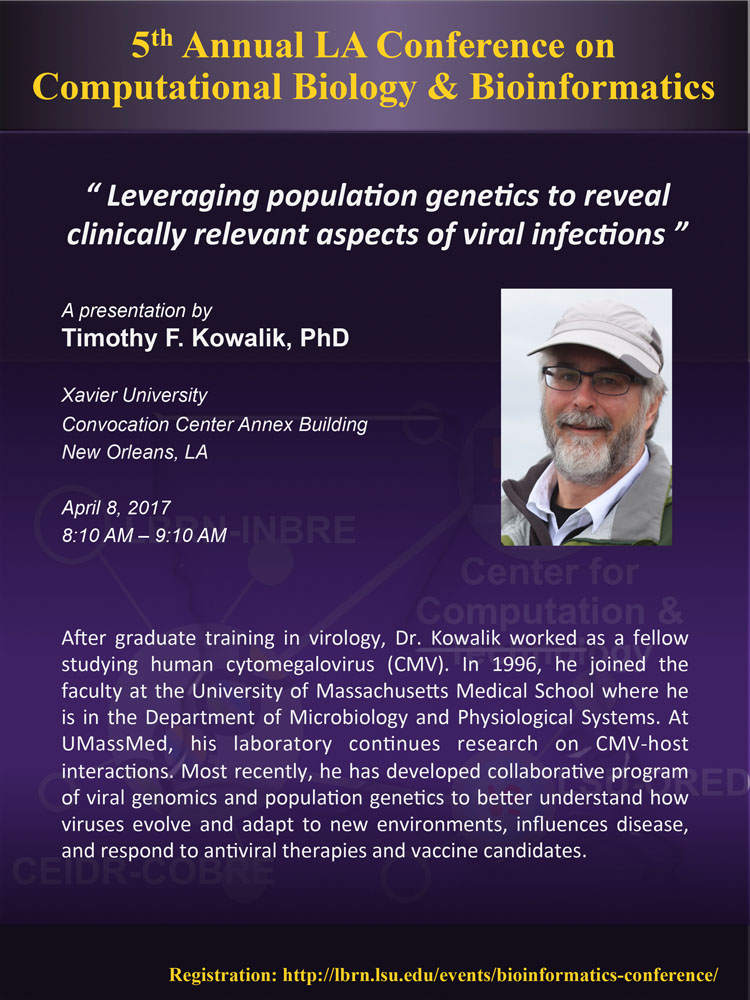 5th Annual LA Conference on
Computational Biology & Bioinformatics
“ Leveraging population genetics to reveal
clinically relevant aspects of viral infections ”
A presentation by
Timothy F. Kowalik, PhD
Xavier University
Convocation Center Annex Building
New Orleans, LA
April 8, 2017
8:10 AM – 9:10 AM
LBRN-INBRE
Center for
Computation &
Technology
After graduate training in virology, Dr. Kowalik worked as a fellow
studying human cytomegalovirus (CMV). In 1996, he joined the
faculty at the University of Massachusetts Medical School where he
is in the Department of Microbiology and Physiological Systems. At
UMassMed, his laboratory continues research on CMV-host
interactions. Most recently, he has developed collaborative program
of viral genomics and population genetics to better understand how
viruses evolve and adapt to new environments, influences disease,
and respond to antiviral therapies and vaccine candidates.
LSU-ORED
CEIDR-COBRE
Registration: http://lbrn.lsu.edu/events/bioinformatics-conference/